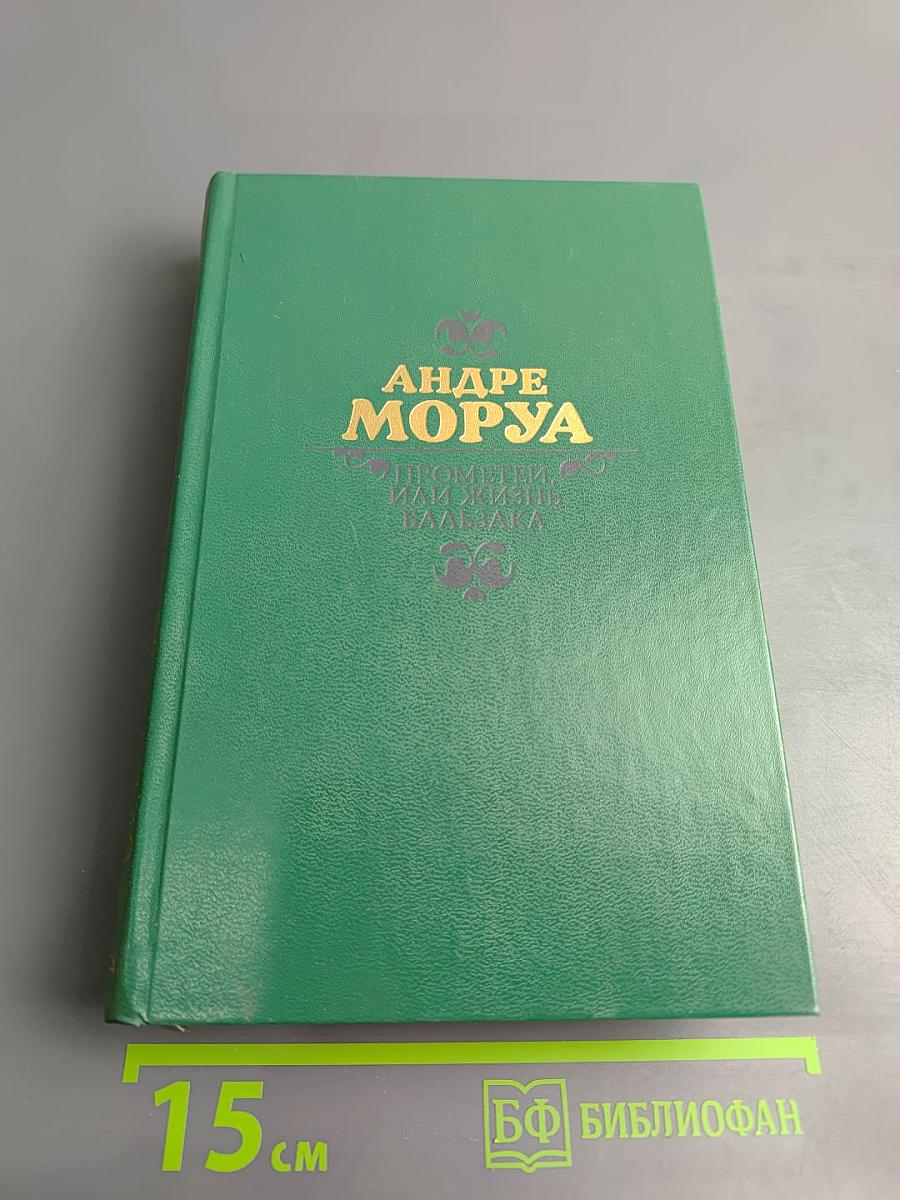 АНДРЕ
МОРУА
ПРОМЕТЕЙ,
ИЛИ ЖИЗНЬ
БАЛЬЗАКА
15 см
БФ БИБЛИОФАН